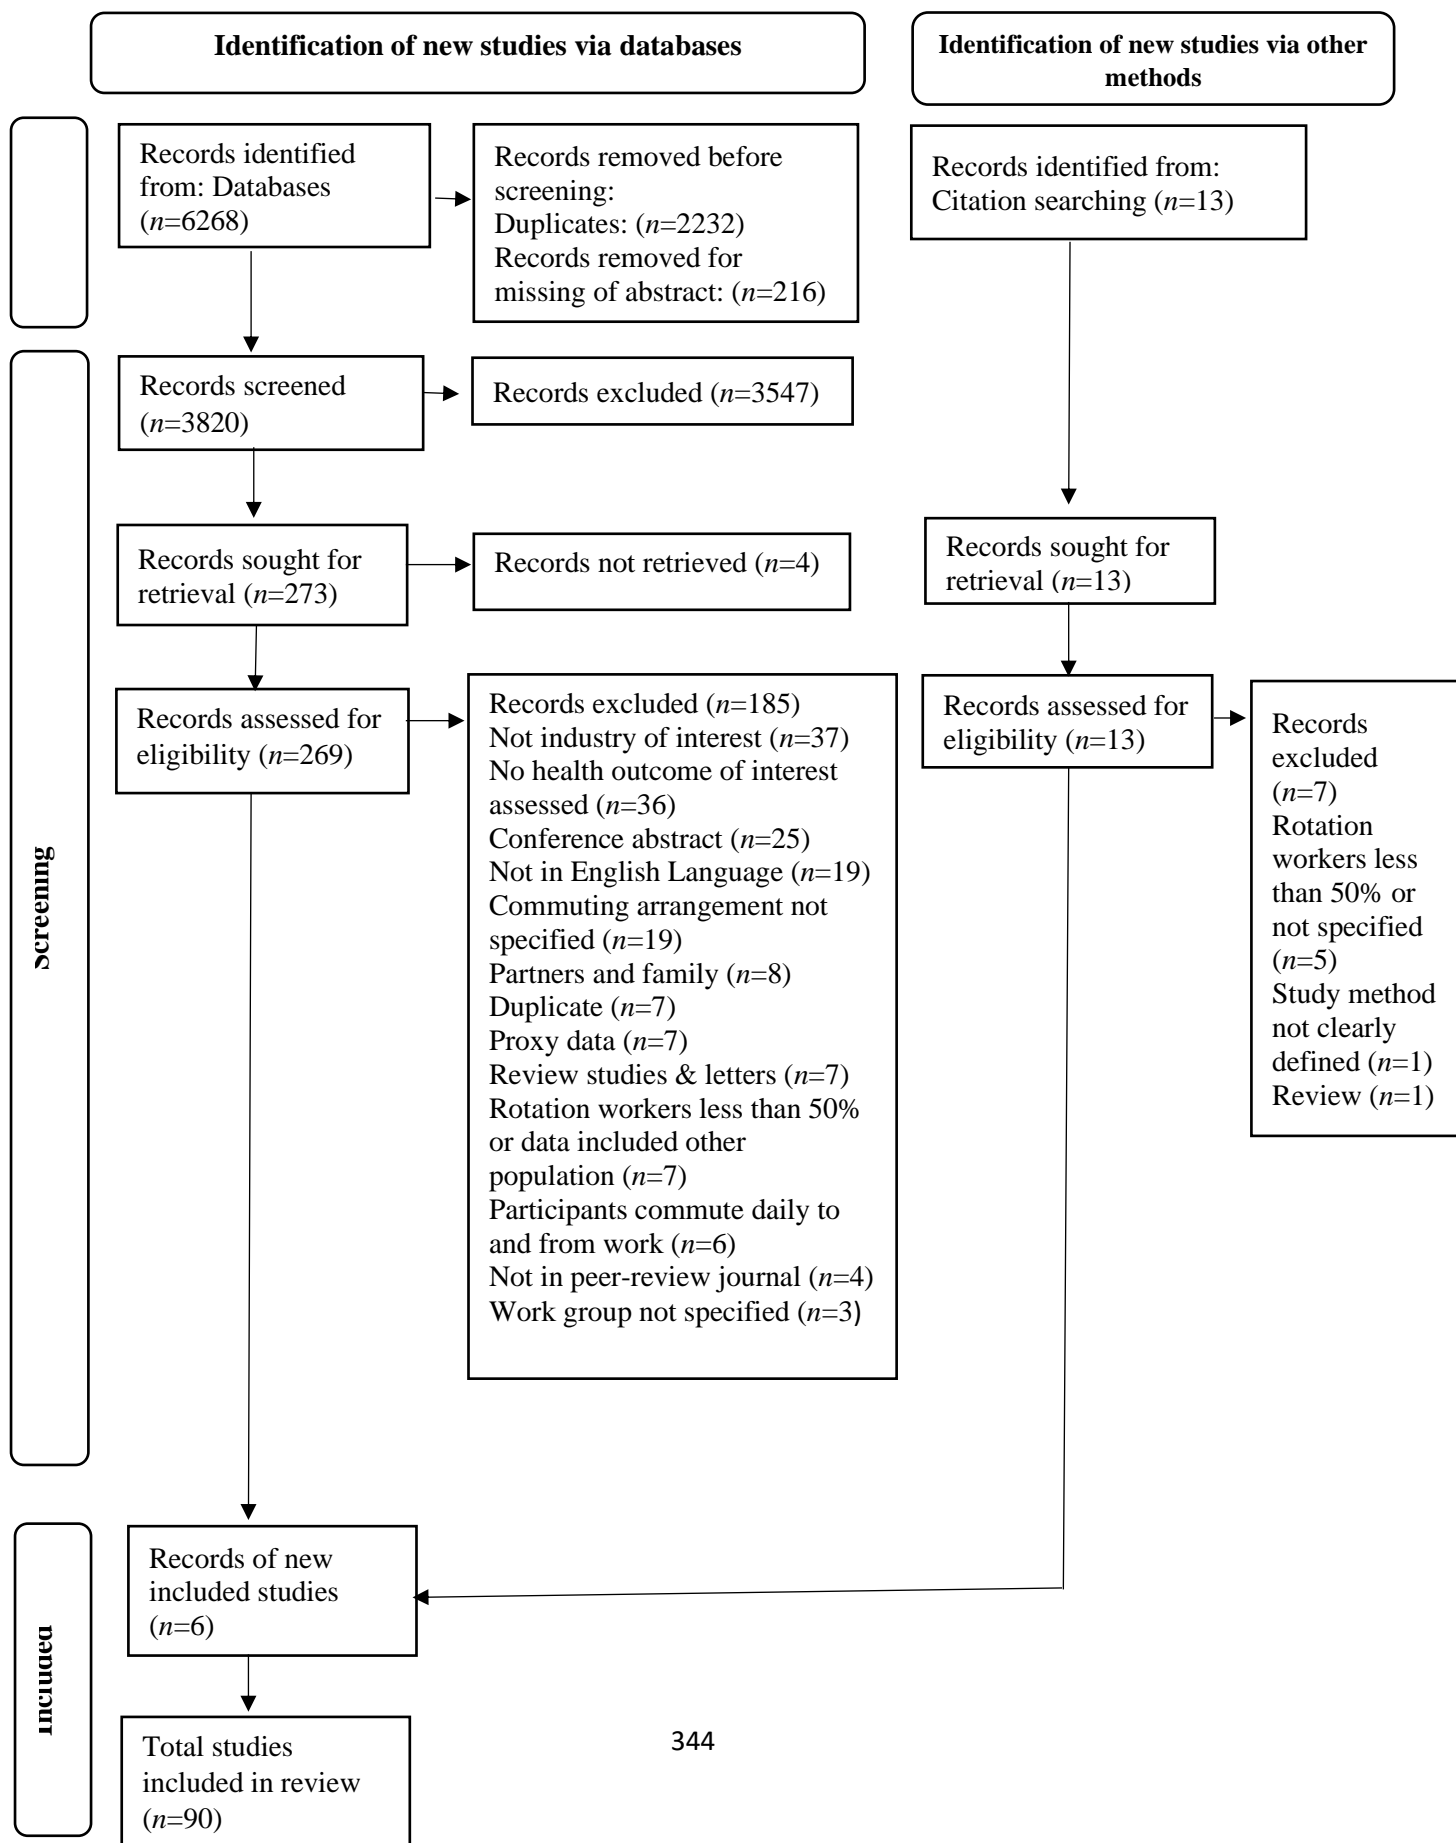 Identification of new studies via databases
Identification of new studies via other
methods
Records identified
from: Databases
(n=6268)
Records removed before
screening:
Duplicates: (n=2232)
Records removed for
missing of abstract: (n=216)
Records identified from:
Citation searching (n=13)
Records screened
(n=3820)
Records excluded (n=3547)
Records sought for
retrieval (n=273)
Records not retrieved (n=4)
Records sought for
retrieval (n=13)
Screening
Records assessed for
eligibility (n=269)
Records excluded (n=185)
Not industry of interest (n=37)
No health outcome of interest
assessed (n=36)
Conference abstract (n=25)
Not in English Language (n=19)
Commuting arrangement not
specified (n=19)
Partners and family (n=8)
Duplicate (n=7)
Proxy data (n=7)
Review studies & letters (n=7)
Rotation workers less than 50%
or data included other
population (n=7)
Participants commute daily to
and from work (n=6)
Not in peer-review journal (n=4)
Work group not specified (n=3)
Records assessed for
eligibility (n=13)
Records
excluded
(n=7)
Rotation
workers less
than 50% or
not specified
(n=5)
Study method
not clearly
defined (n=1)
Review (n=1)
Included
Records of new
included studies
(n=6)
Total studies
included in review
(n=90)
344